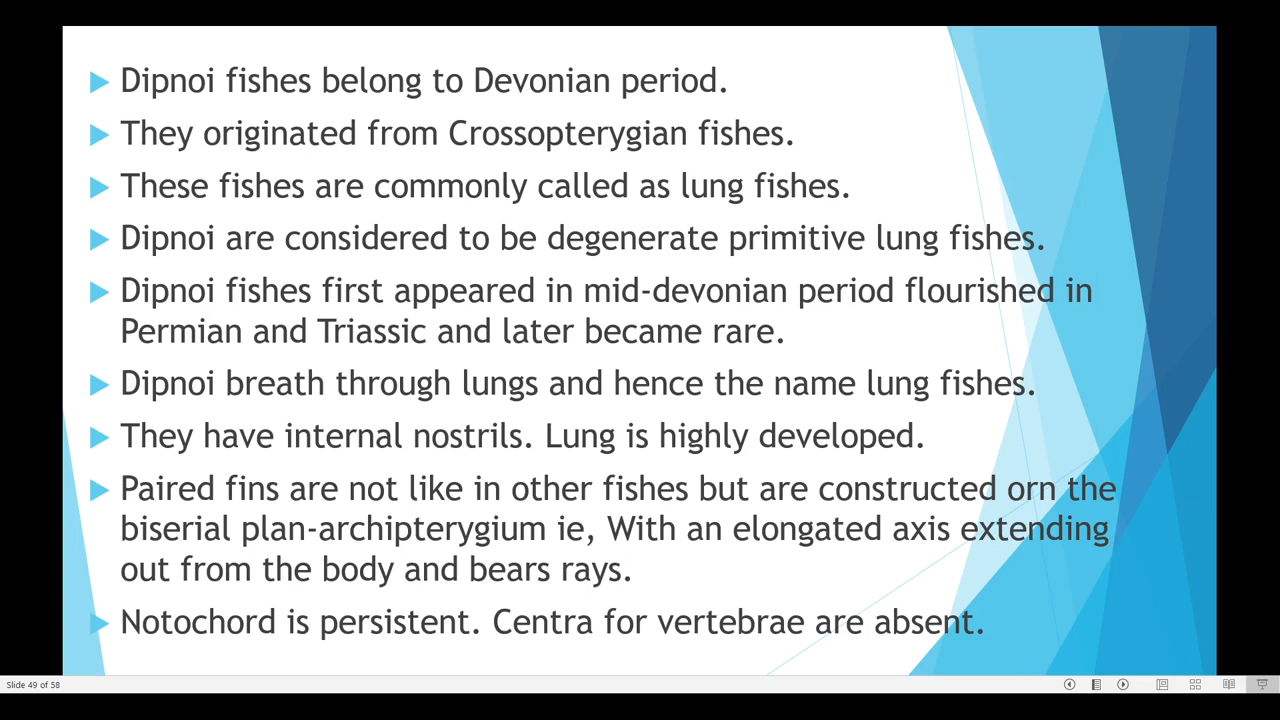 Dipnoi fishes belong to Devonian period.
They originated from Crossopterygian fishes.
These fishes are commonly called as lung fishes.
Dipnoi are considered to be degenerate primitive lung fishes.
Dipnoi fishes first appeared in mid-devonian period flourished in
Permian and Triassic and later became rare.
Dipnoi breath through lungs and hence the name lung fishes.
They have internal nostrils. Lung is highly developed.
Paired fins are not like in other fishes but are constructed orn the
biserial plan-archipterygium ie, With an elongated axis extending
out from the body and bears rays.
Notochord is persistent. Centra for vertebrae are absent.
Slide 49 of 58